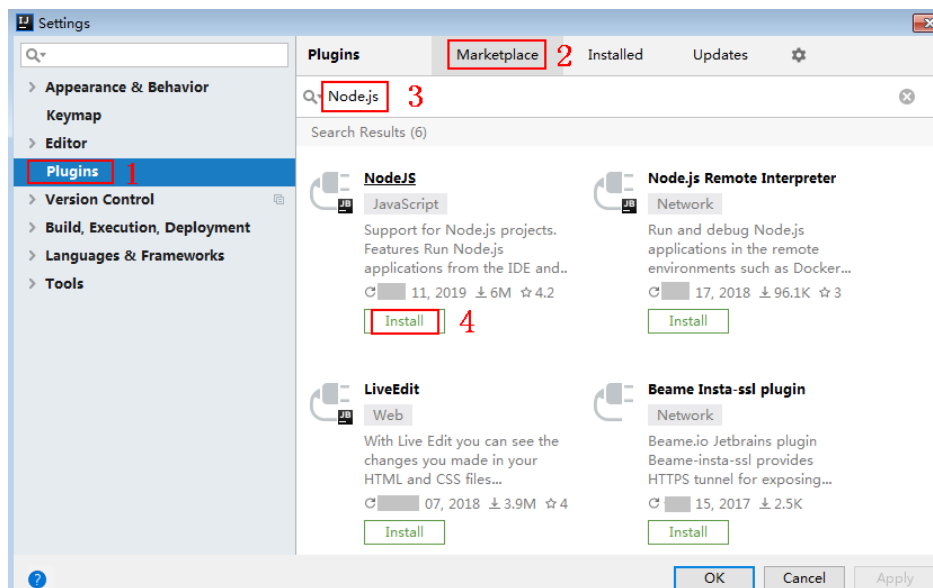 Settings
Appearance & Behavior
Keymap
Editor
Plugins 1
Version Control
Build, Execution, Deployment
Languages & Frameworks
Tools
Plugins Marketplace 2 Installed Updates
Node.js 3
Search Results (6)
NodeJS
JavaScript
Support for Node.js projects.
Features Run Node.js
applications from the IDE and..
11, 2019 6M 4.2
Install 4
Node.js Remote Interpreter
Network
Run and debug Node.js
applications in the remote
environments such as Docker...
17, 2018 96.1K 3
Install
LiveEdit
Web
With Live Edit you can see the
changes you made in your
HTML and CSS files...
07, 2018 3.9M 4
Install
Beame Insta-ssl plugin
Network
Beame.io Jetbrains plugin
Beame-insta-ssl provides
HTTPS tunnel for exposing...
15, 2017 2.5K
Install
? OK Cancel Apply